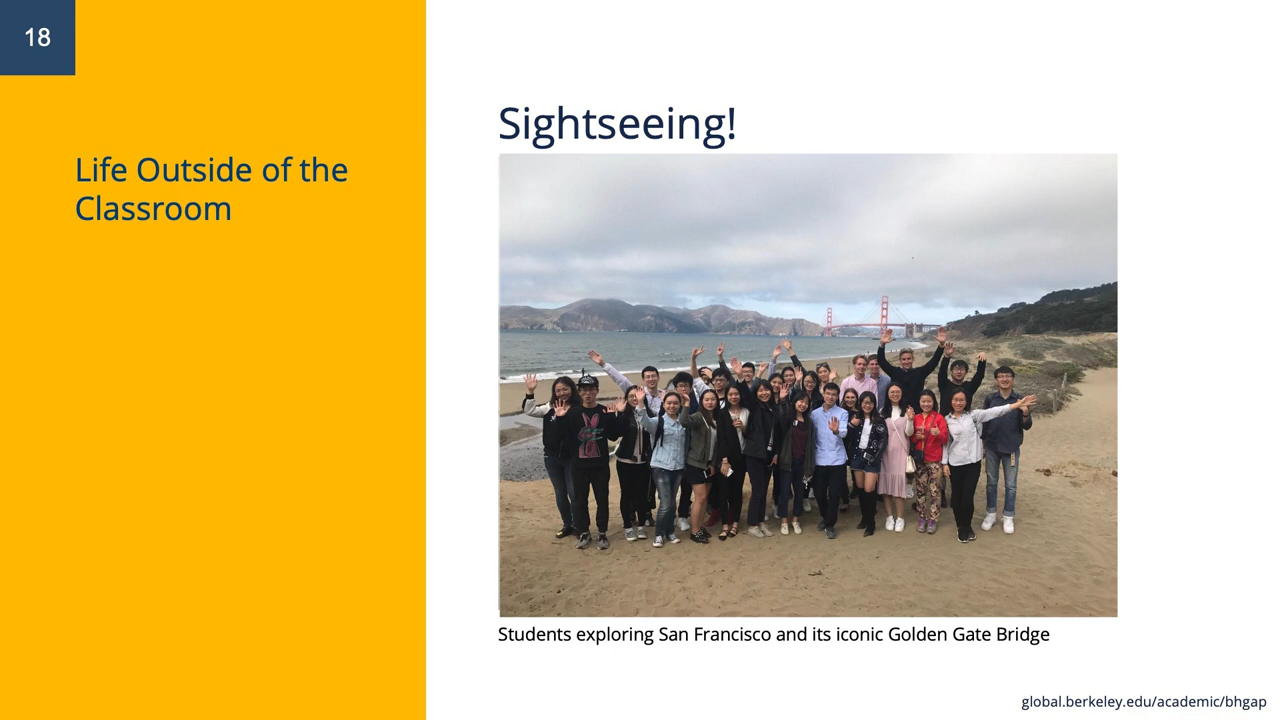 18
Life Outside of the
Classroom
Sightseeing!
Students exploring San Francisco and its iconic Golden Gate Bridge
global.berkeley.edu/academic/bhgap